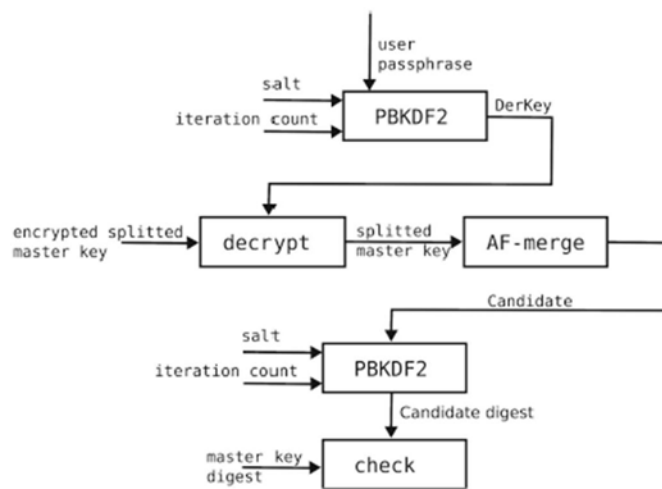 user
passphrase
salt
iteration count
PBKDF2
DerKey
encrypted splitted
master key
decrypt
splitted
master key
AF-merge
Candidate
salt
iteration count
PBKDF2
Candidate digest
master key
digest
check